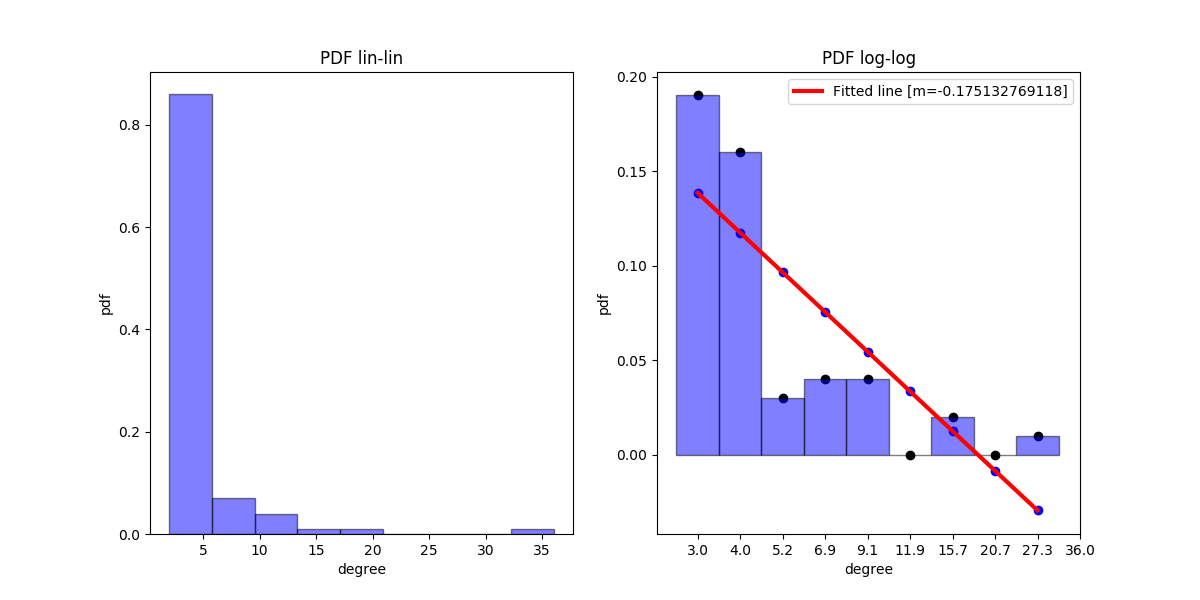 PDF lin-lin
0.8
0.6
0.4
0.2
0.0
pdf
5 10 15 20 25 30 35
degree
PDF log-log
Fitted line [m=-0.175132769118]
0.20
0.15
0.10
0.05
0.00
pdf
3.0 4.0 5.2 6.9 9.1 11.9 15.7 20.7 27.3 36.0
degree